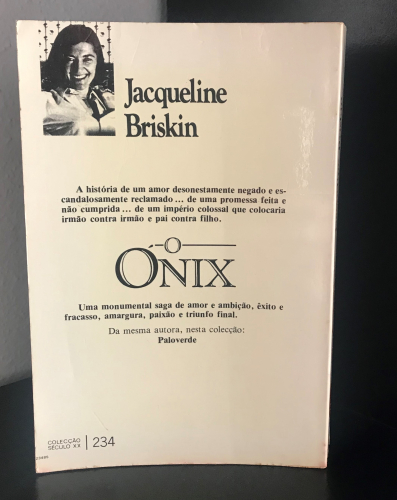 Jacqueline
Briskin
A história de um amor desonestamente negado e es-
candalosamente reclamado... de uma promessa feita e
não cumprida... de um império colossal que colocaria
irmão contra irmão e pai contra filho.
O
ÓNIX
Uma monumental saga de amor e ambição, êxito e
fracasso, amargura, paixão e triunfo final.
Da mesma autora, nesta colecção:
Paloverde
COLECÇÃO
SÉCULO XX
234